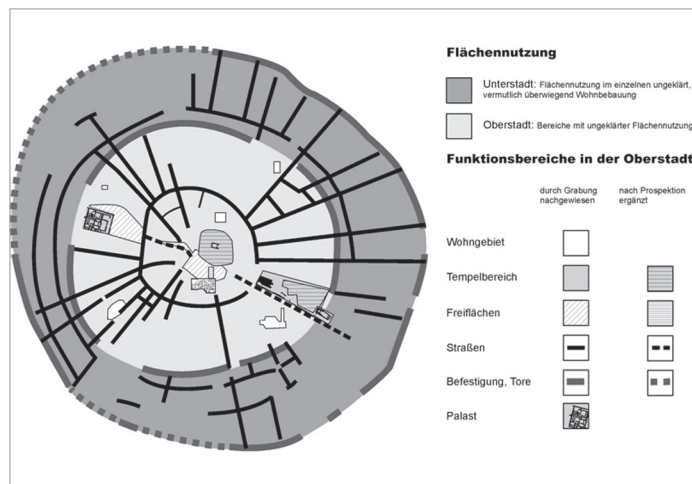 Flächennutzung
Unterstadt: Flächennutzung im einzelnen ungeklärt,
vermutlich überwiegend Wohnbebauung
Oberstadt: Bereiche mit ungeklärter Flächennutzung
Funktionsbereiche in der Oberstadt
durch Grabung
nachgewiesen
nach Prospektion
ergänzt
Wohngebiet
Tempelbereich
Freiflächen
Straßen
Befestigung, Tore
Palast